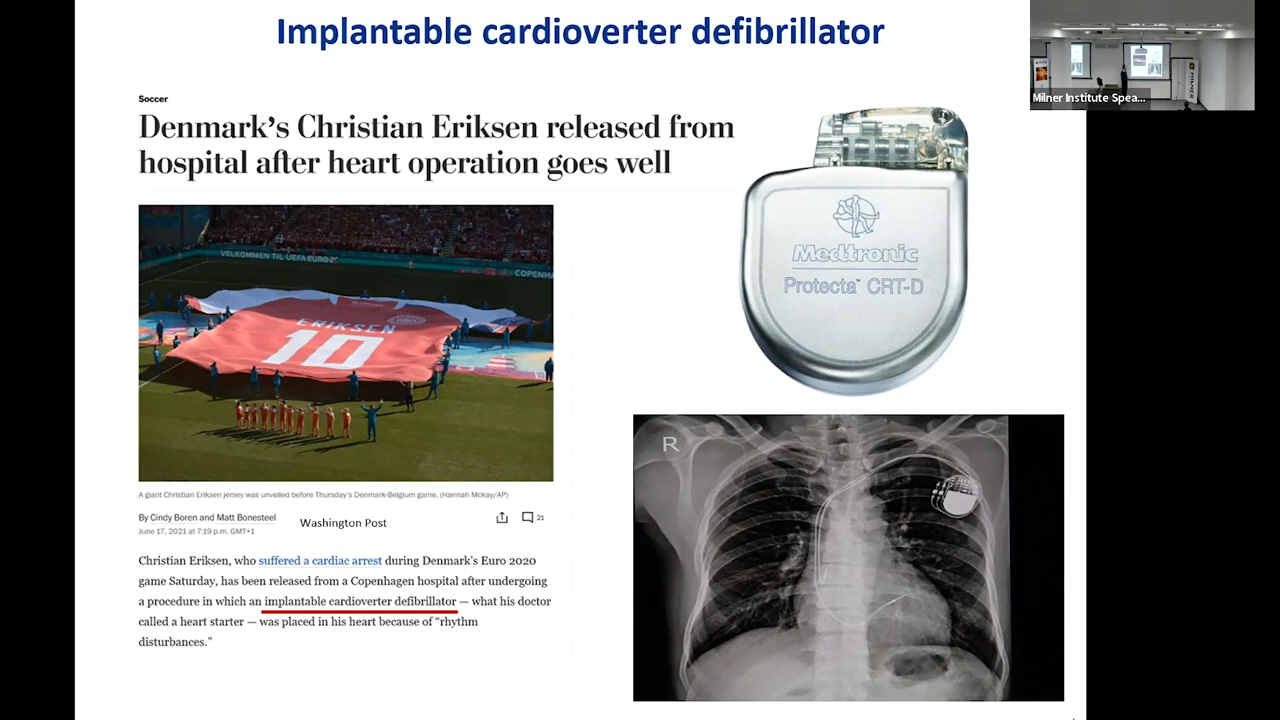 Implantable cardioverter defibrillator
Milner Institute Spea...
Soccer
Denmark's Christian Eriksen released from
hospital after heart operation goes well
VELKOMMEN TIL UEFA EURO
COPENHA
ERIKSEN
10
Medtronic
Protecta™ CRT-D
R
A giant Christian Eriksen jersey was unveiled before Thursday's Denmark-Belgium game. (Hannah Mckay/AP)
By Cindy Boren and Matt Bonesteel
Washington Post
21
June 17, 2021 at 7:19 p.m. GMT+1
Christian Eriksen, who suffered a cardiac arrest during Denmark's Euro 2020
game Saturday, has been released from a Copenhagen hospital after undergoing
a procedure in which an implantable cardioverter defibrillator — what his doctor
called a heart starter — was placed in his heart because of “rhythm
disturbances.”